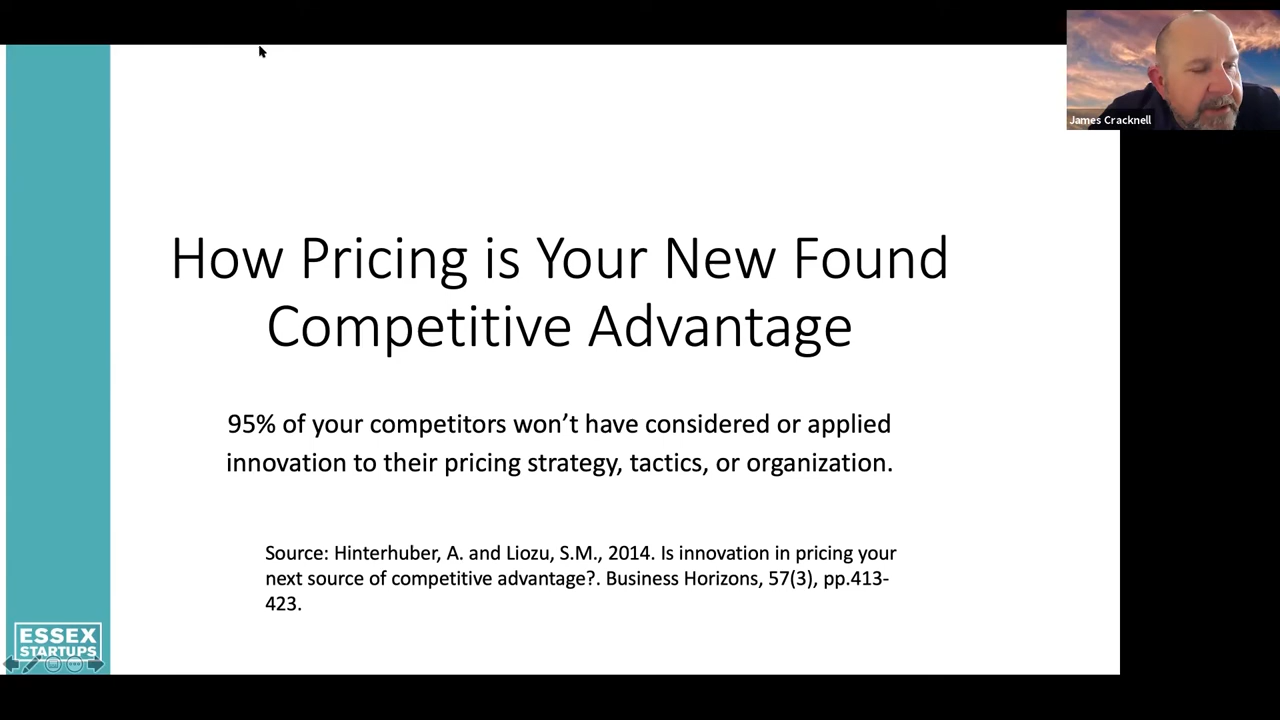 James Cracknell
How Pricing is Your New Found
Competitive Advantage
95% of your competitors won’t have considered or applied
innovation to their pricing strategy, tactics, or organization.
Source: Hinterhuber, A. and Liozu, S.M., 2014. Is innovation in pricing your
next source of competitive advantage?. Business Horizons, 57(3), pp.413-
423.
ESSEX
STARTUPS